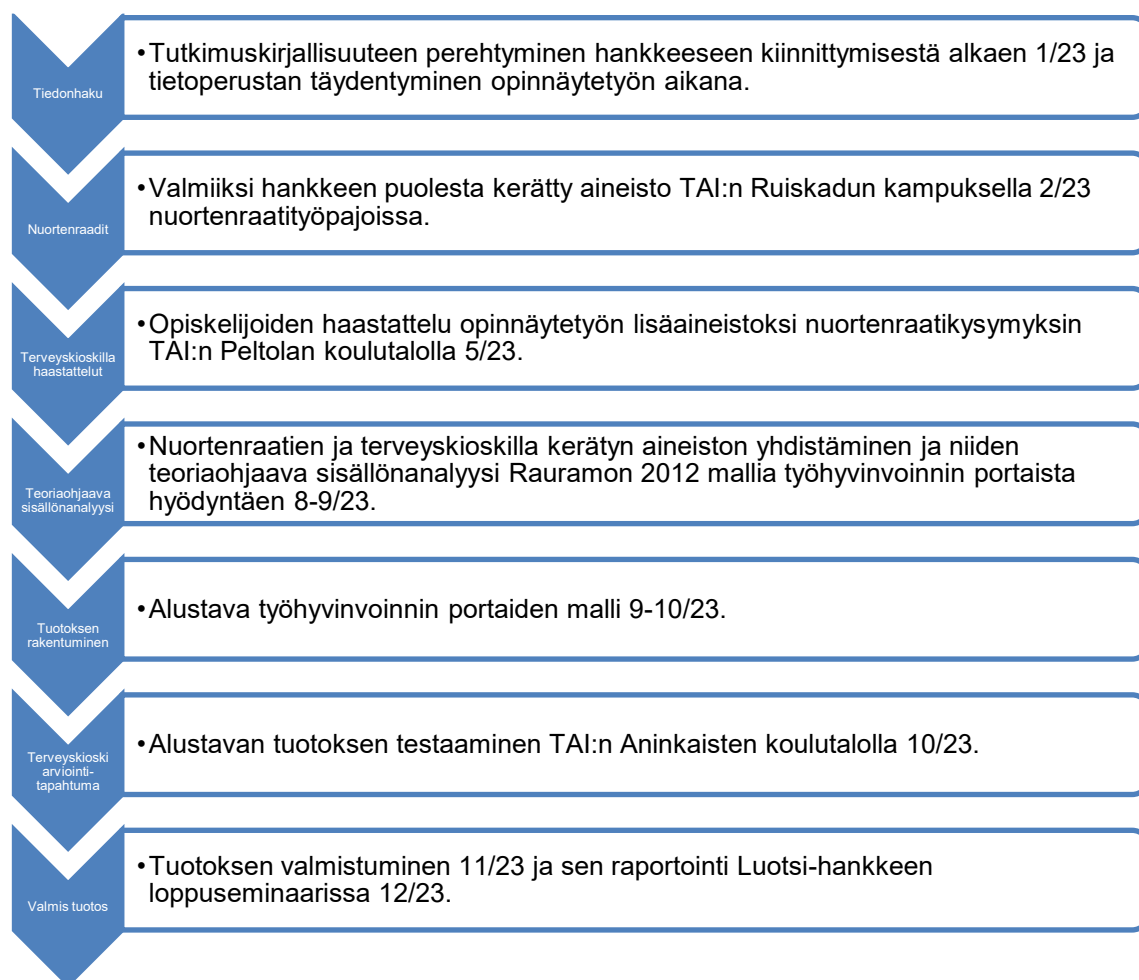 Tiedonhaku
•Tutkimuskirjallisuuteen perehtyminen hankkeeseen kiinnittymisestä alkaen 1/23 ja
tietoperustan täydentyminen opinnäytetyön aikana.
Nuortenraadit
•Valmiiksi hankkeen puolesta kerätty aineisto TAI:n Ruiskadun kampuksella 2/23
nuortenraatityöpajoissa.
Terveyskioskilla
haastattelut
•Opiskelijoiden haastattelu opinnäytetyön lisäaineistoksi nuortenraatikysymyksin
TAI:n Peltolan koulutalolla 5/23.
Teoriaohjaava
sisällönanalyysi
•Nuortenraatien ja terveyskioskilla kerätyn aineiston yhdistäminen ja niiden
teoriaohjaava sisällönanalyysi Rauramon 2012 mallia työhyvinvoinnin portaista
hyödyntäen 8-9/23.
Tuotoksen
rakentuminen
•Alustava työhyvinvoinnin portaiden malli 9-10/23.
Terveyskioski
arviointi-
tapahtuma
•Alustavan tuotoksen testaaminen TAI:n Aninkaisten koulutalolla 10/23.
Valmis tuotos
•Tuotoksen valmistuminen 11/23 ja sen raportointi Luotsi-hankkeen
loppuseminaarissa 12/23.